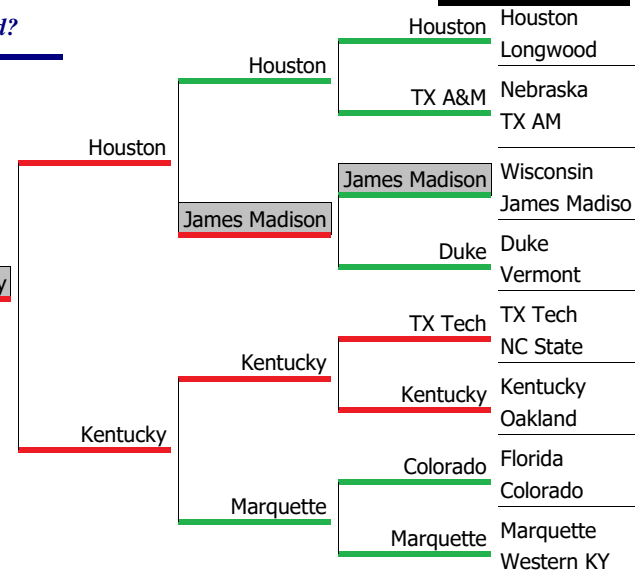 d?
Houston
Houston
Longwood
Houston
TX A&M
Nebraska
TX AM
Houston
James Madison
Wisconsin
James Madiso
James Madison
Duke
Duke
Vermont
y
TX Tech
TX Tech
NC State
Kentucky
Kentucky
Kentucky
Oakland
Kentucky
Colorado
Florida
Colorado
Marquette
Marquette
Marquette
Western KY